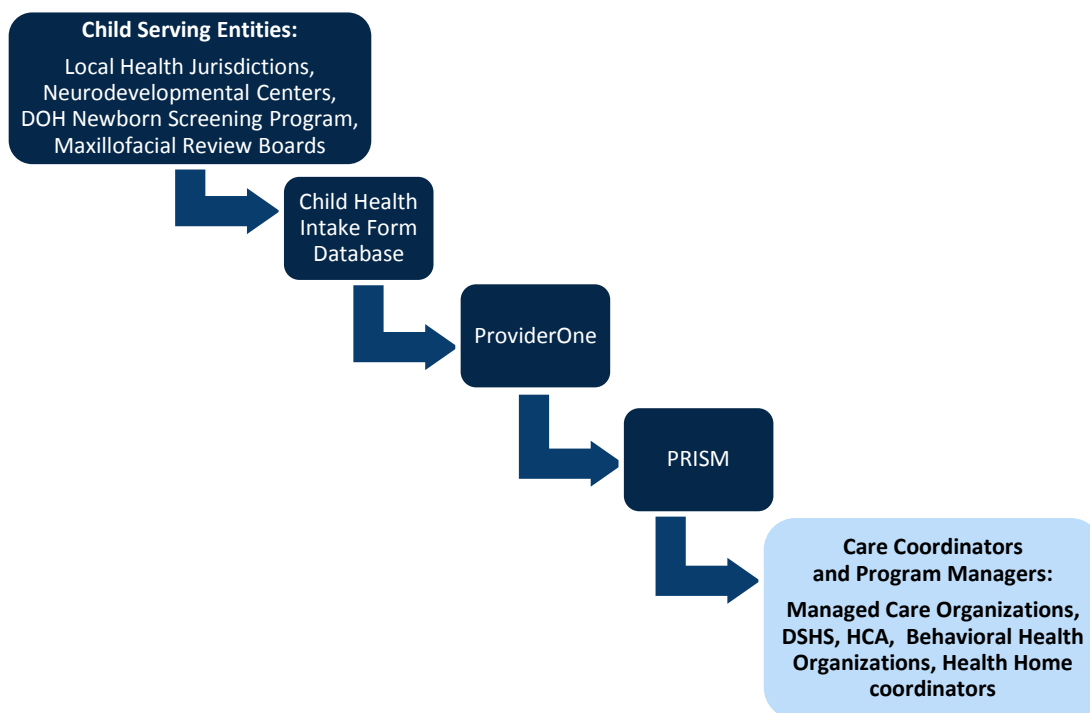 Child Serving Entities:
Local Health Jurisdictions,
Neurodevelopmental Centers,
DOH Newborn Screening Program,
Maxillofacial Review Boards
Child Health
Intake Form
Database
ProviderOne
PRISM
Care Coordinators
and Program Managers:
Managed Care Organizations,
DSHS, HCA, Behavioral Health
Organizations, Health Home
coordinators